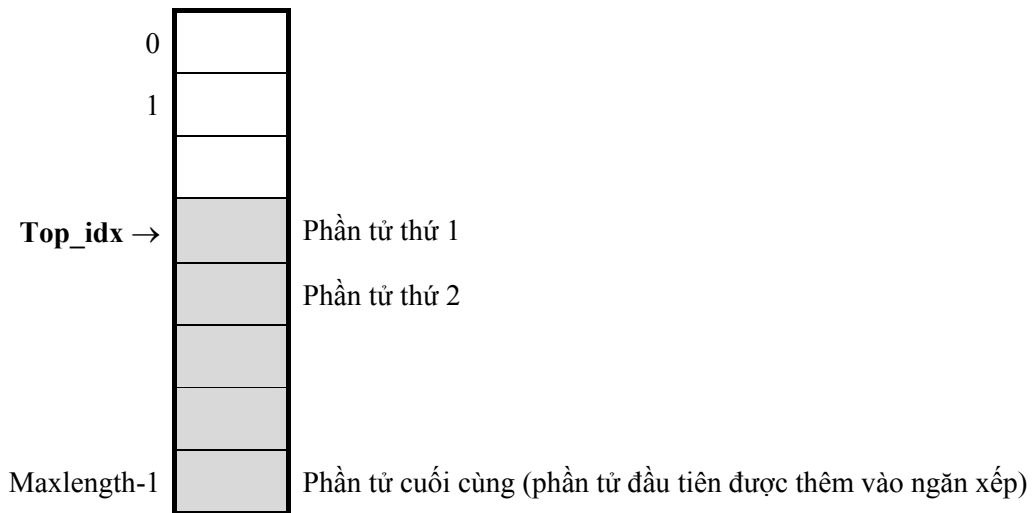 0
1
Top_idx → Phần tử thứ 1
Phần tử thứ 2
Maxlength-1 Phần tử cuối cùng (phần tử đầu tiên được thêm vào ngăn xếp)